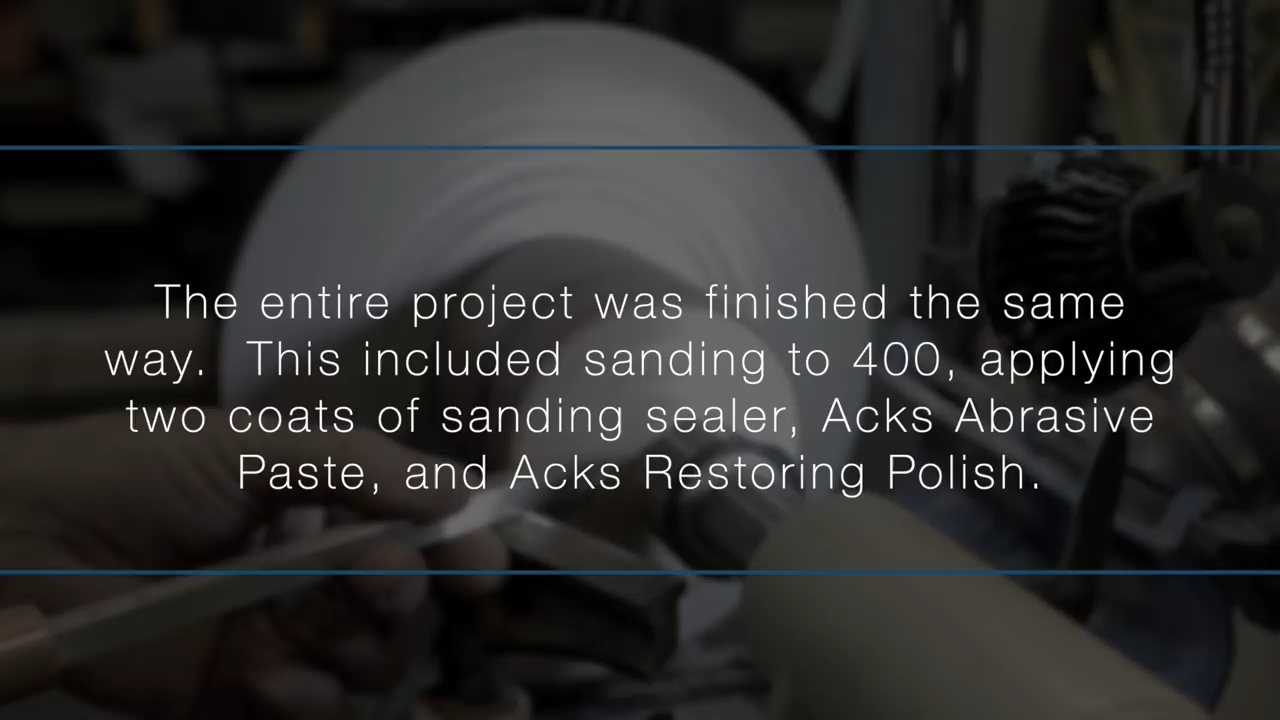 The entire project was finished the same
way.  This included sanding to 400, applying
two coats of sanding sealer, Acks Abrasive
Paste, and Acks Restoring Polish.